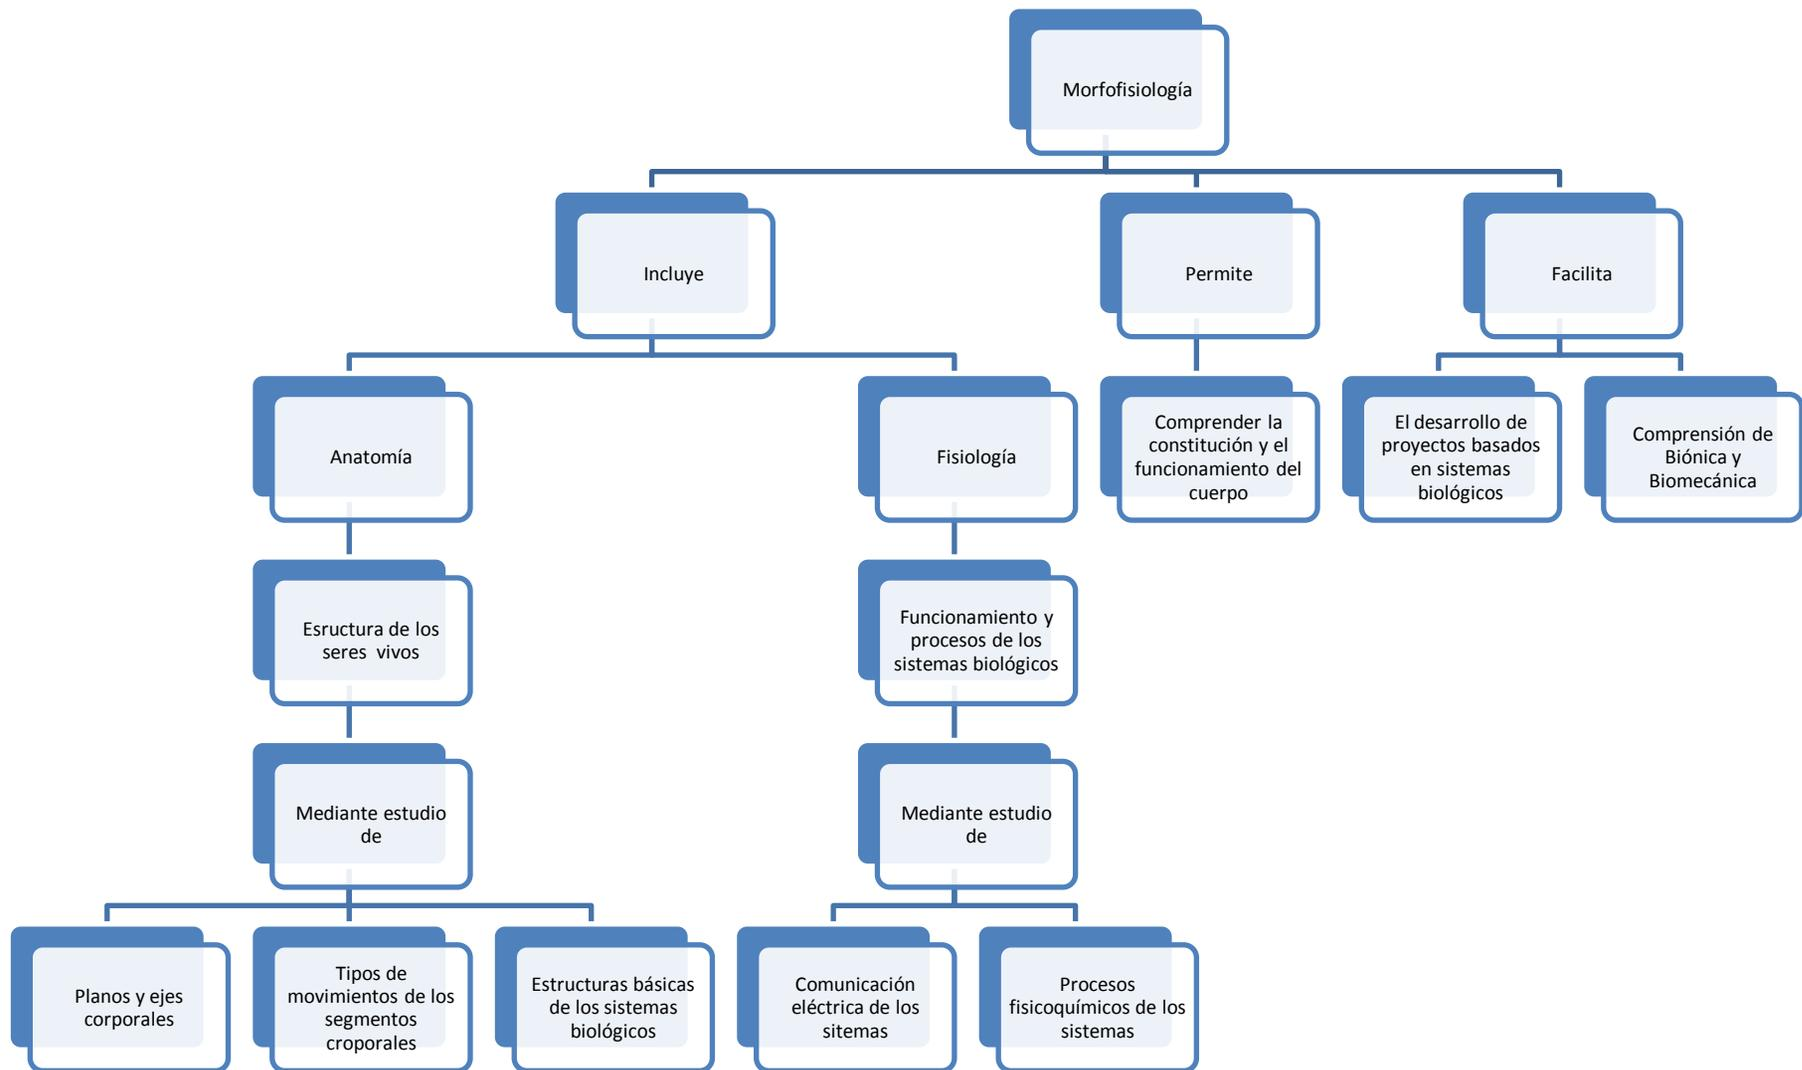 Morfofisiología
Incluye
Permite
Facilita
Anatomía
Fisiología
Comprender la
constitución y el
funcionamiento del
cuerpo
El desarrollo de
proyectos basados
en sistemas
biológicos
Comprensión de
Biónica y
Biomecánica
Esructura de los
seres vivos
Funcionamiento y
procesos de los
sistemas biológicos
Mediante estudio
de
Mediante estudio
de
Planos y ejes
corporales
Tipos de
movimientos de los
segmentos
croporales
Estructuras básicas
de los sistemas
biológicos
Comunicación
eléctrica de los
sitemas
Procesos
fisicoquímicos de los
sistemas